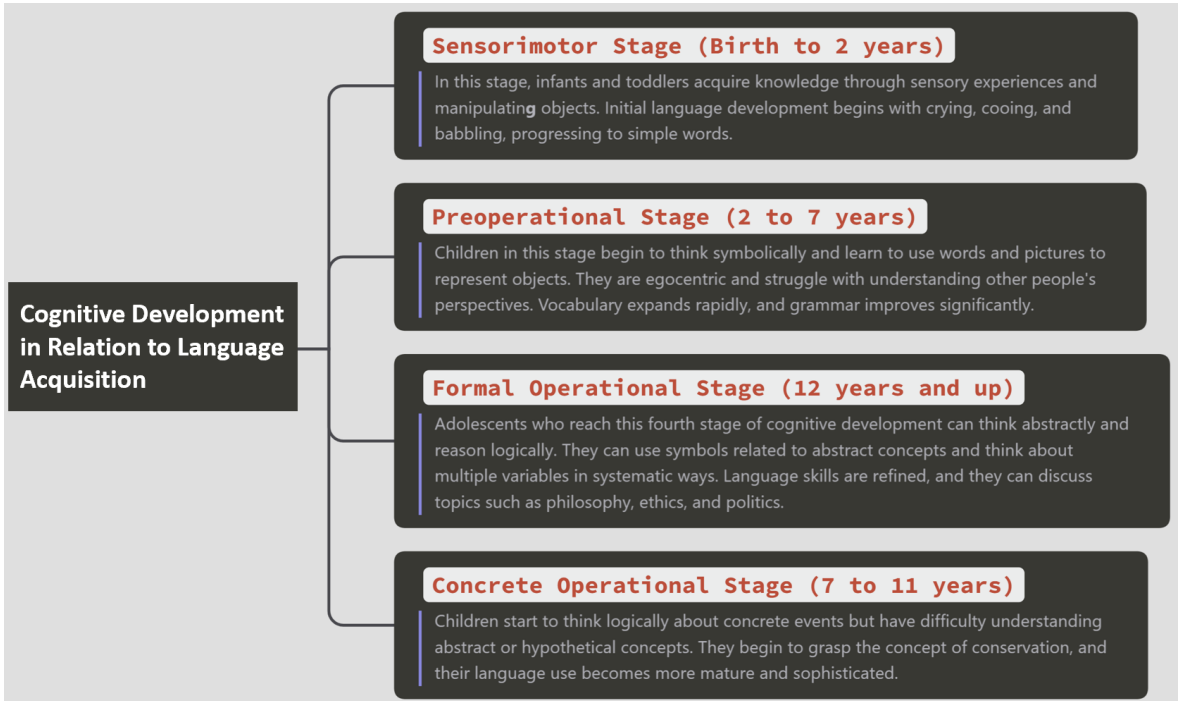 Cognitive Development
in Relation to Language
Acquisition
Sensorimotor Stage (Birth to 2 years)
In this stage, infants and toddlers acquire knowledge through sensory experiences and
manipulating objects. Initial language development begins with crying, cooing, and
babbling, progressing to simple words.
Preoperational Stage (2 to 7 years)
Children in this stage begin to think symbolically and learn to use words and pictures to
represent objects. They are egocentric and struggle with understanding other people's
perspectives. Vocabulary expands rapidly, and grammar improves significantly.
Formal Operational Stage (12 years and up)
Adolescents who reach this fourth stage of cognitive development can think abstractly and
reason logically. They can use symbols related to abstract concepts and think about
multiple variables in systematic ways. Language skills are refined, and they can discuss
topics such as philosophy, ethics, and politics.
Concrete Operational Stage (7 to 11 years)
Children start to think logically about concrete events but have difficulty understanding
abstract or hypothetical concepts. They begin to grasp the concept of conservation, and
their language use becomes more mature and sophisticated.